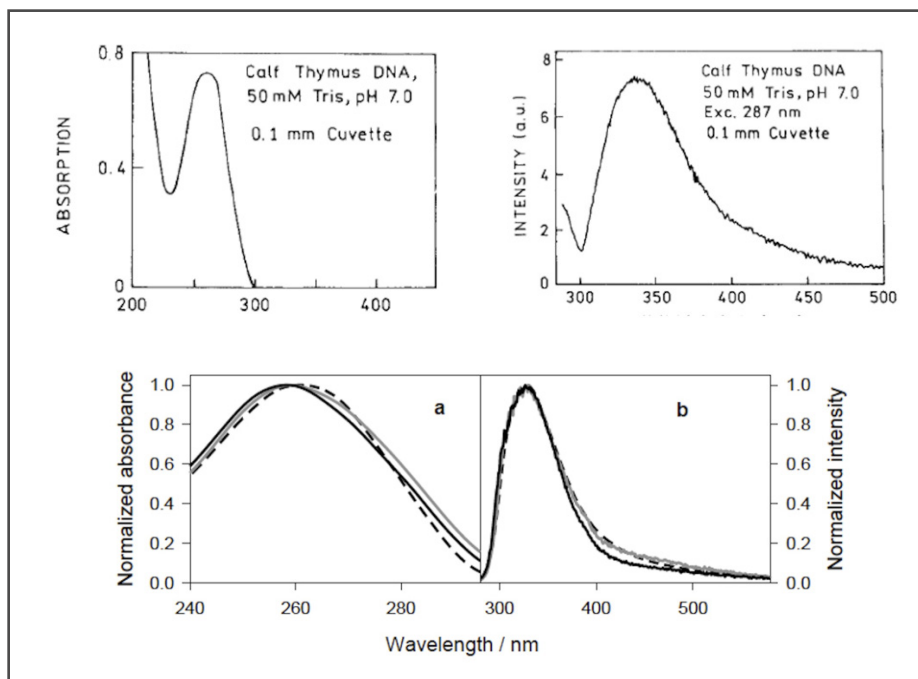 0.8
0.4
0
ABSORPTION
Calf Thymus DNA,
50 mM Tris, pH 7.0
0.1 mm Cuvette
200
300
400
8
6
4
2
0
INTENSITY (a.u.)
Calf Thymus DNA
50 mM Tris, pH 7.0
Exc. 287 nm
0.1 mm Cuvette
300
350
400
450
500
Normalized absorbance
1.0
0.8
0.6
0.4
0.2
0.0
a
b
1.0
0.8
0.6
0.4
0.2
0.0
Normalized intensity
240
260
280
300
400
500
Wavelength / nm